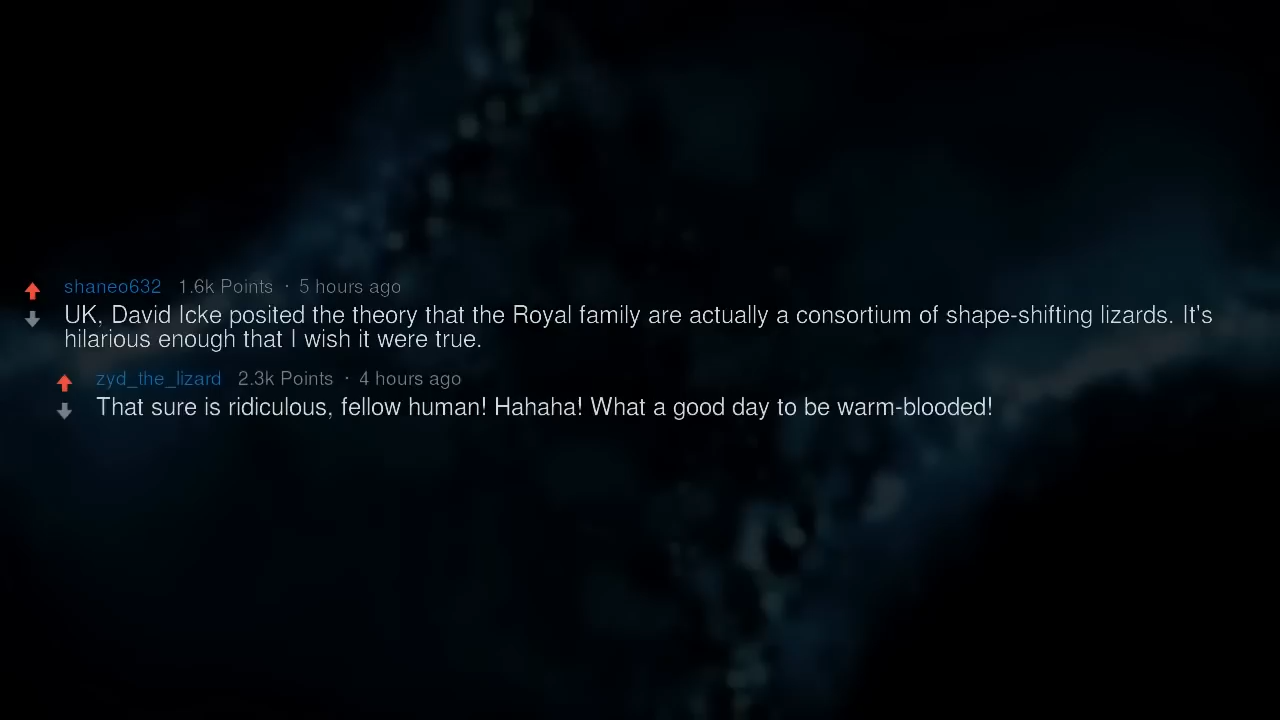 shaneo632 1.6k Points · 5 hours ago
UK, David Icke posited the theory that the Royal family are actually a consortium of shape-shifting lizards. It's
hilarious enough that I wish it were true.
zyd_the_lizard 2.3k Points · 4 hours ago
That sure is ridiculous, fellow human! Hahaha! What a good day to be warm-blooded!